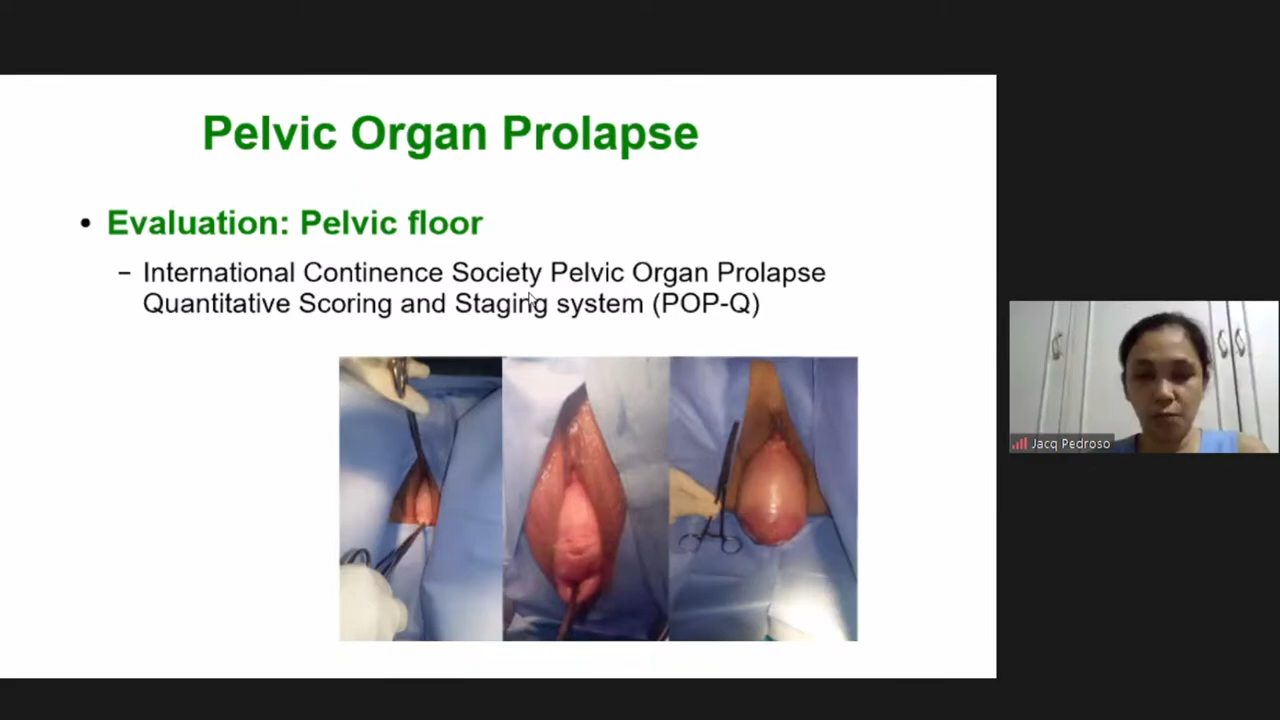 Pelvic Organ Prolapse
• Evaluation: Pelvic floor
– International Continence Society Pelvic Organ Prolapse
Quantitative Scoring and Staging system (POP-Q)
Jacq Pedroso